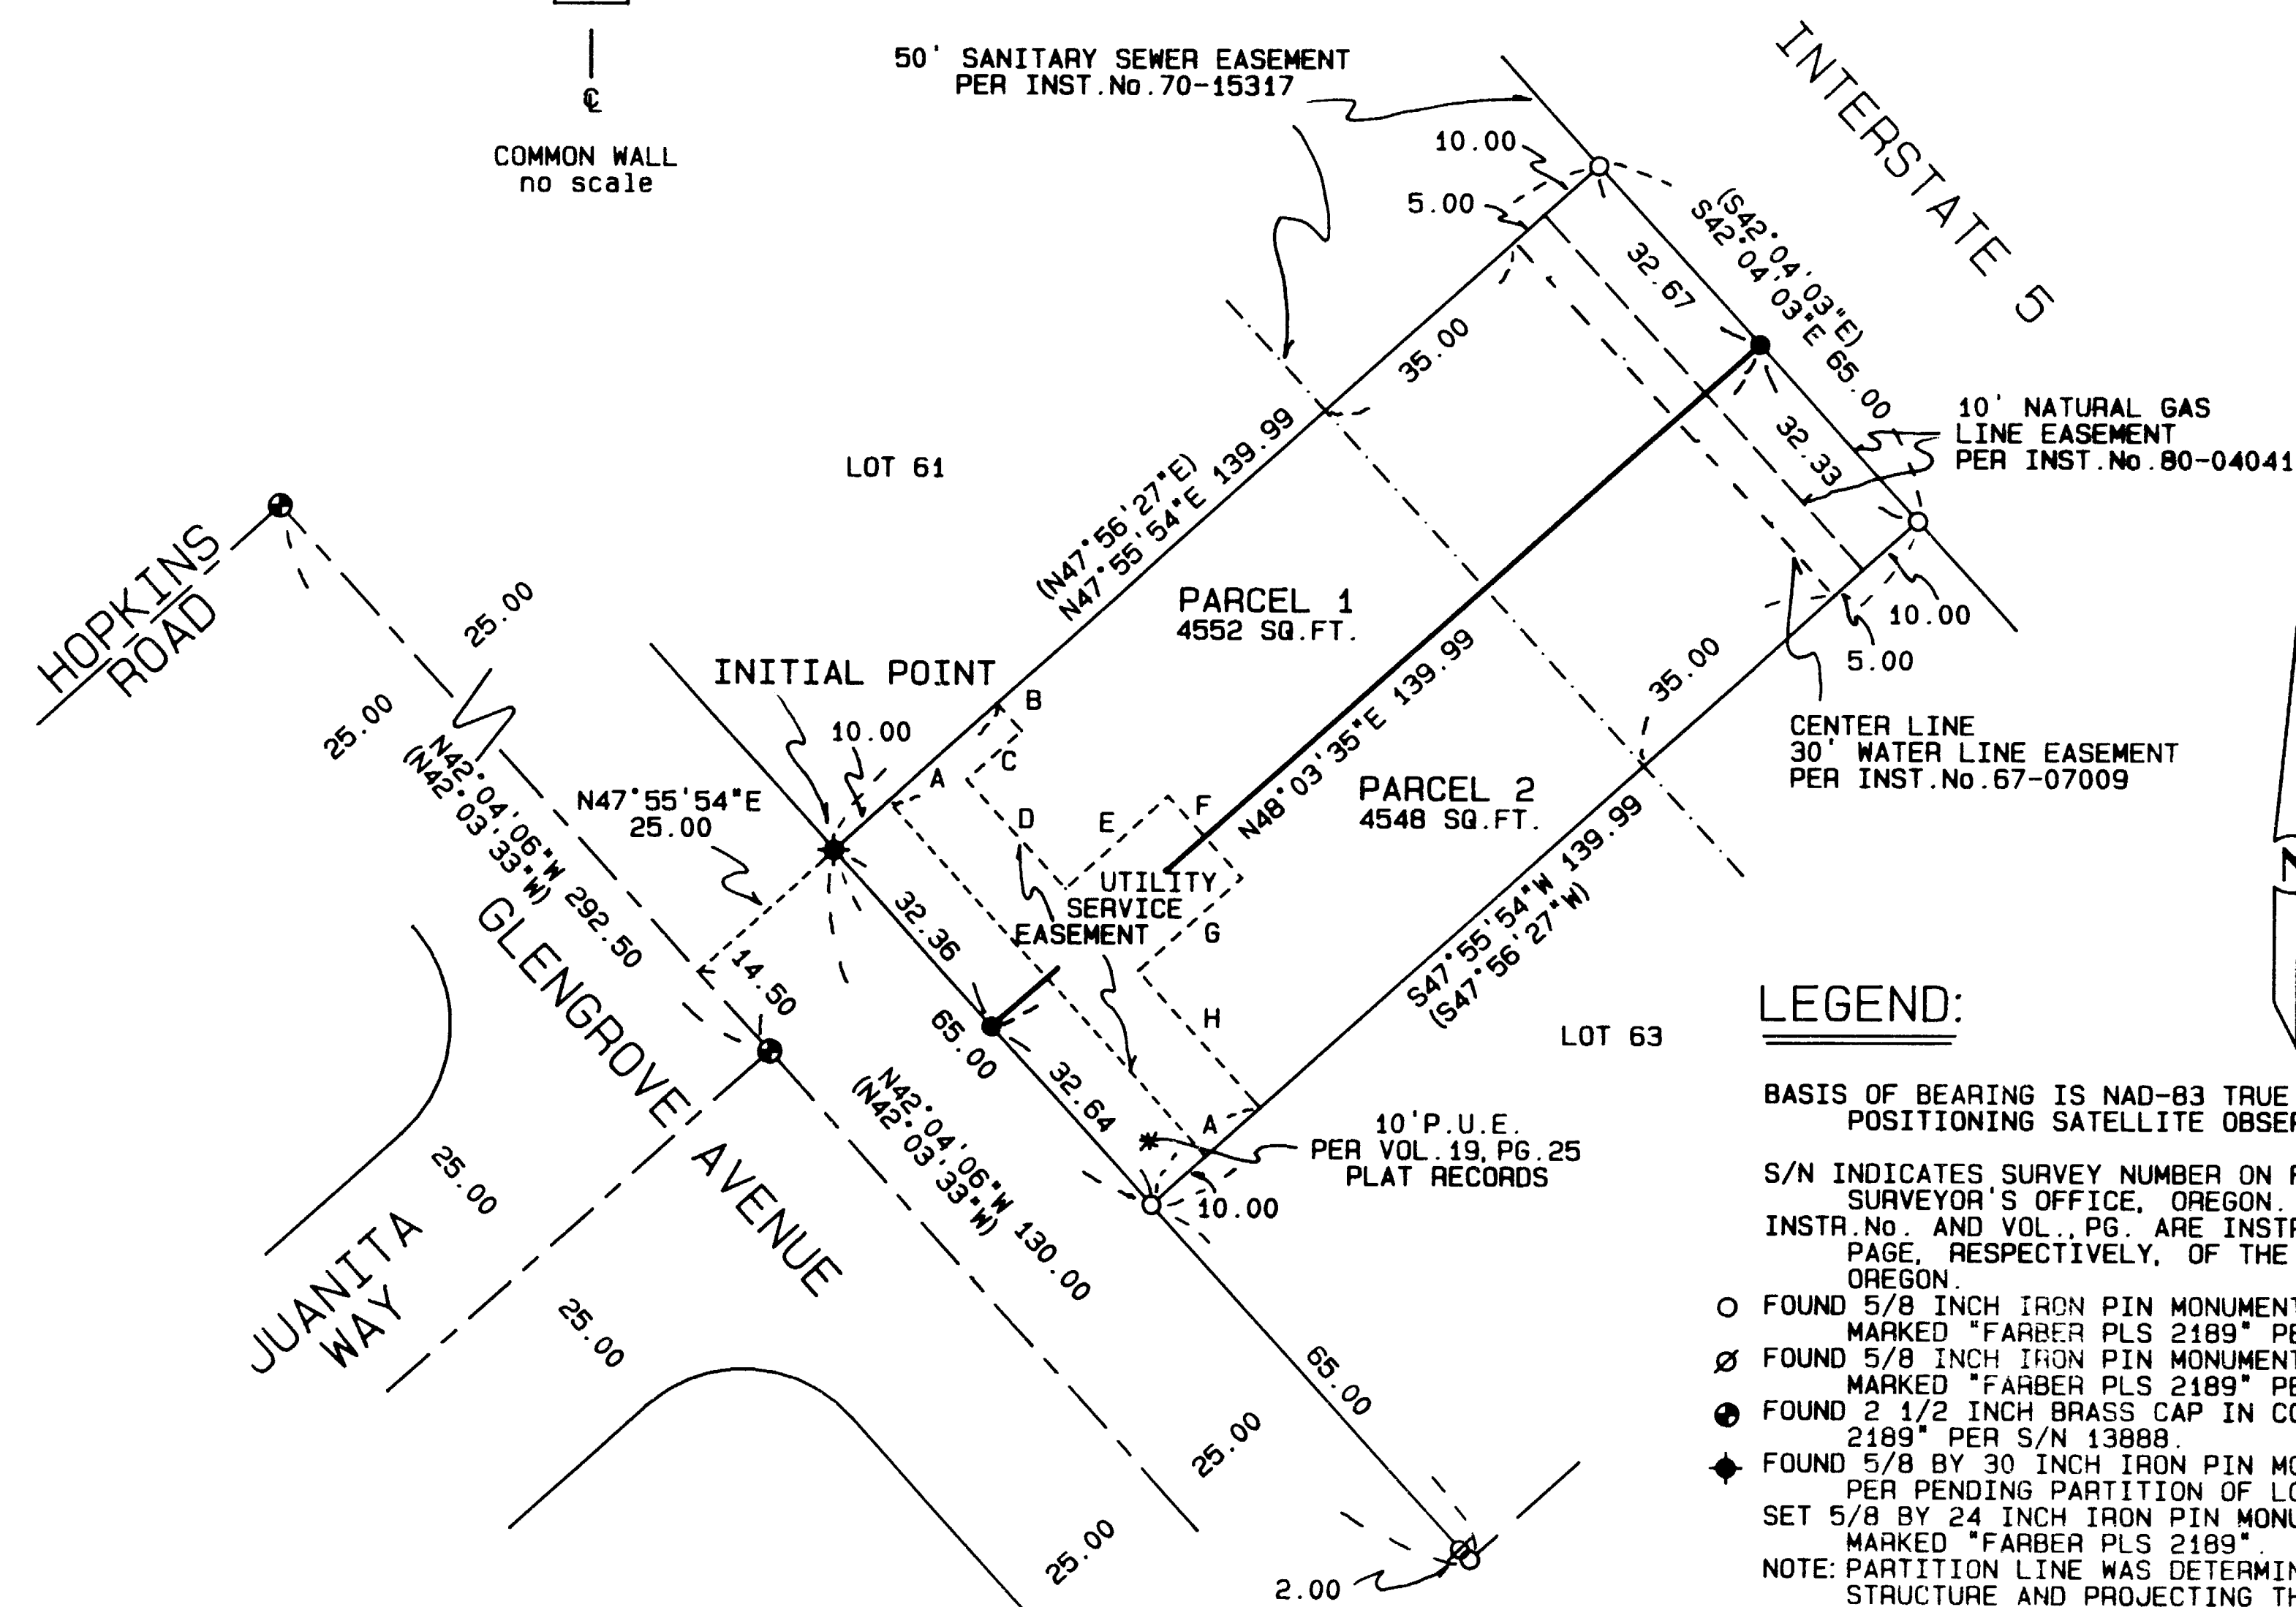 ℄
COMMON WALL
no scale
50' SANITARY SEWER EASEMENT
PER INST.No.70-15317
INTERSTATE 5
10.00
5.00
(S42°04'03"E)
S42°04'03"E 65.00
32.67
32.33
35.00
10' NATURAL GAS
LINE EASEMENT
PER INST.No.80-04041
LOT 61
(N47°56'27"E)
N47°55'54"E 139.99
HOPKINS
ROAD
25.00
25.00
PARCEL 1
4552 SQ.FT.
10.00
5.00
35.00
INITIAL POINT
10.00
N48°03'35"E 139.99
CENTER LINE
30' WATER LINE EASEMENT
PER INST.No.67-07009
A
B
C
D
E
F
G
H
A
N42°04'06"W 292.50
(N42°03'33"W)
N47°55'54"E
25.00
PARCEL 2
4548 SQ.FT.
UTILITY
SERVICE
EASEMENT
S47°55'54"W 139.99
(S47°56'27"W)
32.36
14.50
65.00
32.64
GLENGROVE AVENUE
LOT 63
N42°04'06"W 130.00
(N42°03'33"W)
10'P.U.E.
PER VOL.19, PG.25
PLAT RECORDS
*
10.00
JUANITA
WAY
25.00
25.00
65.00
25.00
25.00
2.00
N
LEGEND:
BASIS OF BEARING IS NAD-83 TRUE
POSITIONING SATELLITE OBSER
S/N INDICATES SURVEY NUMBER ON F
SURVEYOR'S OFFICE, OREGON.
INSTR.No. AND VOL., PG. ARE INSTR
PAGE, RESPECTIVELY, OF THE
OREGON.
FOUND 5/8 INCH IRON PIN MONUMENT
MARKED "FARBER PLS 2189" PE
FOUND 5/8 INCH IRON PIN MONUMENT
MARKED "FARBER PLS 2189" PE
FOUND 2 1/2 INCH BRASS CAP IN CO
2189" PER S/N 13888.
FOUND 5/8 BY 30 INCH IRON PIN MO
PER PENDING PARTITION OF LO
SET 5/8 BY 24 INCH IRON PIN MONU
MARKED "FARBER PLS 2189".
NOTE: PARTITION LINE WAS DETERMIN
STRUCTURE AND PROJECTING TH